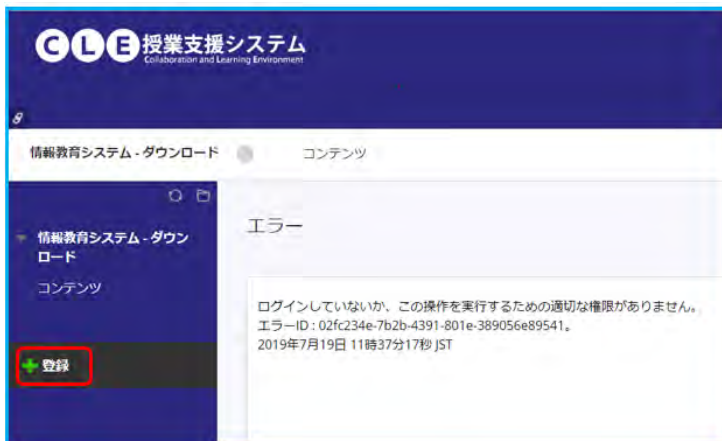 CLE授業支援システム
Collaboration and Learning Environment
情報教育システム - ダウンロード
コンテンツ
情報教育システム - ダウン
ロード
コンテンツ
登録
エラー
ログインしていないか、この操作を実行するための適切な権限がありません。
エラーID : 02fc234e-7b2b-4391-801e-389056e89541。
2019年7月19日 11時37分17秒 JST